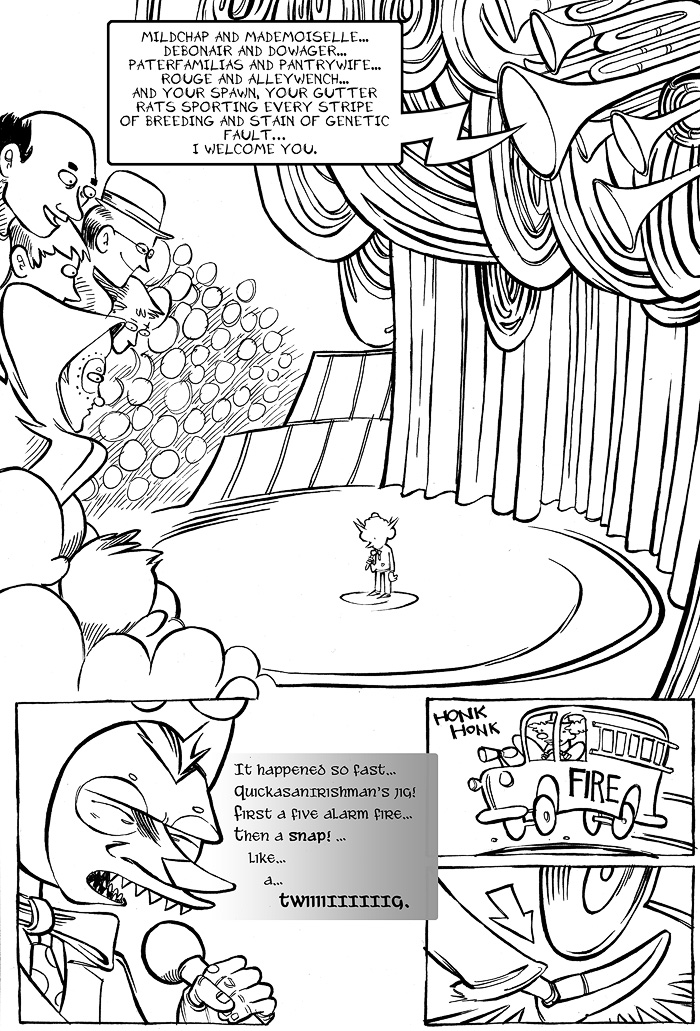 MILDCHAP AND MADEMOISELLE...
DEBONAIR AND DOWAGER...
PATERFAMILIAS AND PANTRYWIFE...
ROUGE AND ALLEYWENCH...
AND YOUR SPAWN, YOUR GUTTER
RATS SPORTING EVERY STRIPE
OF BREEDING AND STAIN OF GENETIC
FAULT...
I WELCOME YOU.
It happened so fast...
Quickasanirishman's jig!
First a five alarm fire...
Then a snap! ...
Like...
a...
TWIIIIIIIIIG.
HONK
HONK
FIRE